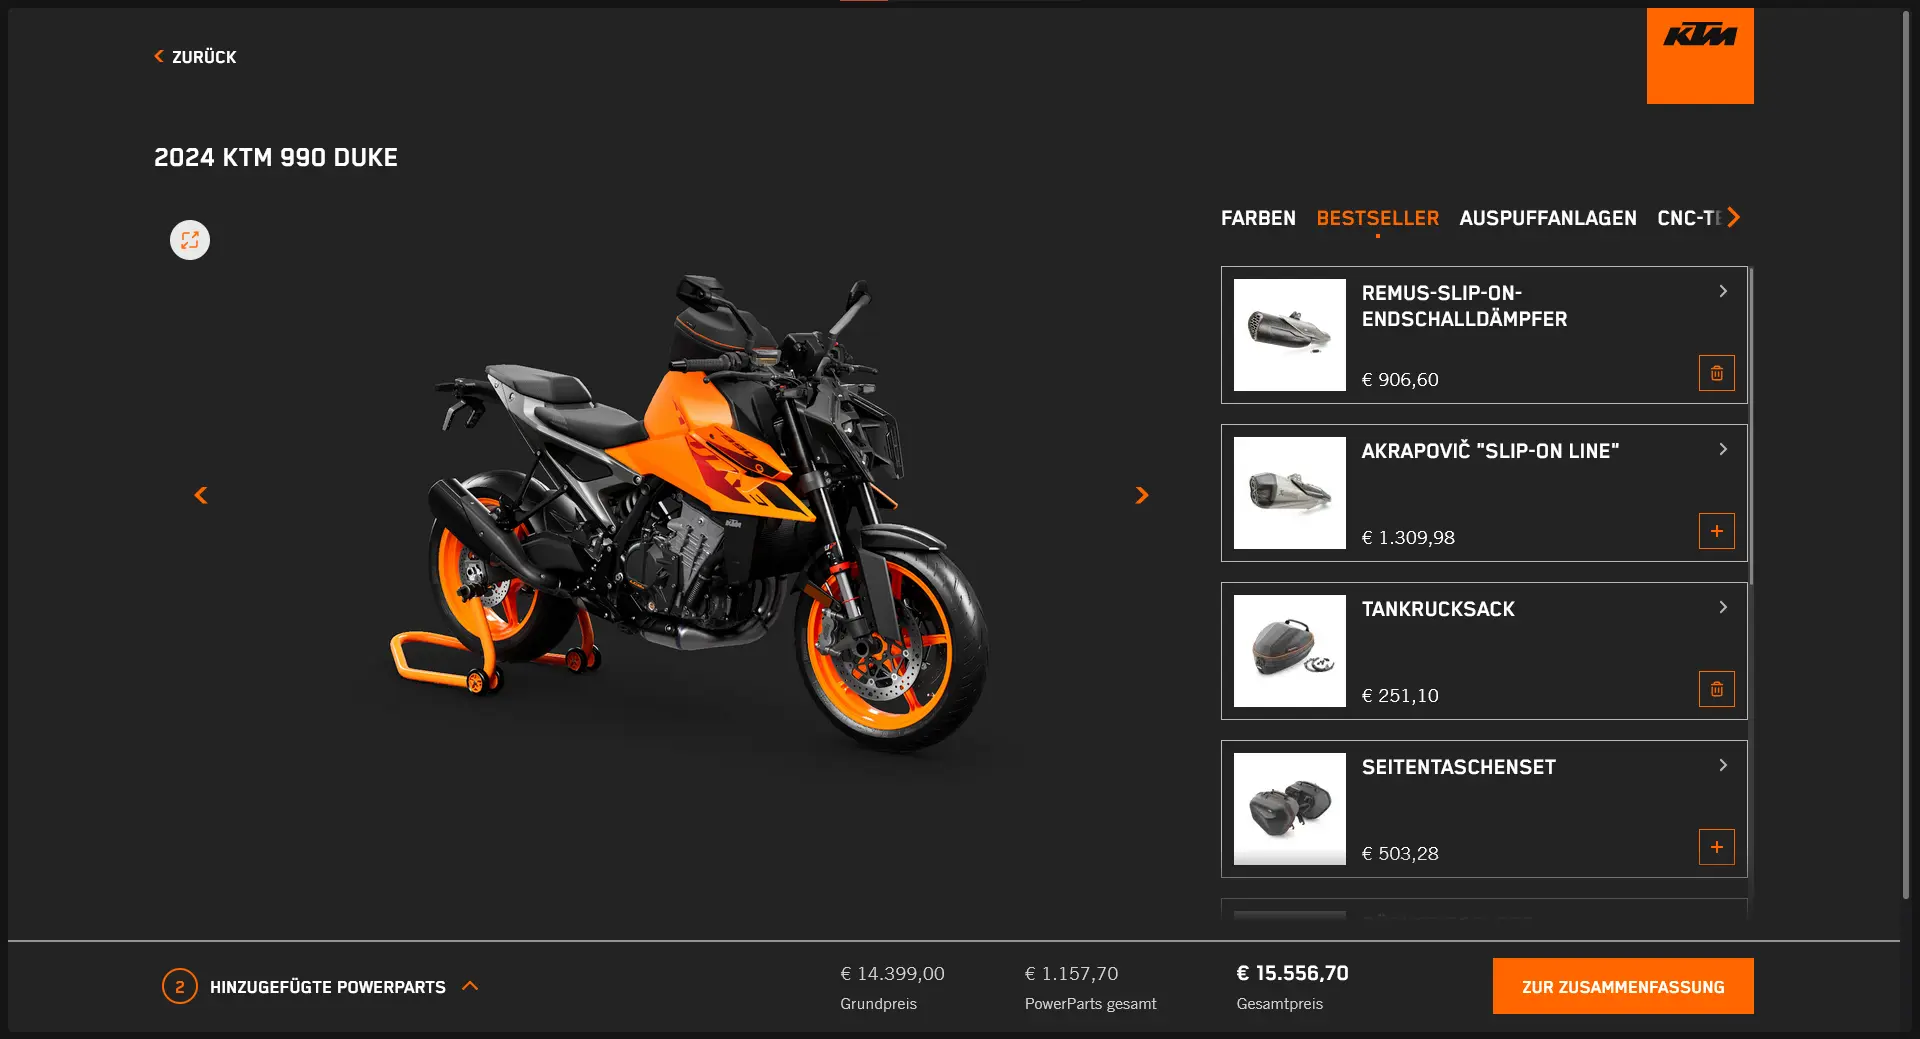 ZURÜCK
KTM
2024 KTM 990 DUKE
FARBEN BESTSELLER AUSPUFFANLAGEN CNC-TE
REMUS-SLIP-ON-
ENDSCHALLDÄMPFER
€ 906,60
AKRAPOVIČ "SLIP-ON LINE"
€ 1.309,98
TANKRUCKSACK
€ 251,10
SEITENTASCHENSET
€ 503,28
2 HINZUGEFÜGTE POWERPARTS
€ 14.399,00
Grundpreis
€ 1.157,70
PowerParts gesamt
€ 15.556,70
Gesamtpreis
ZUR ZUSAMMENFASSUNG